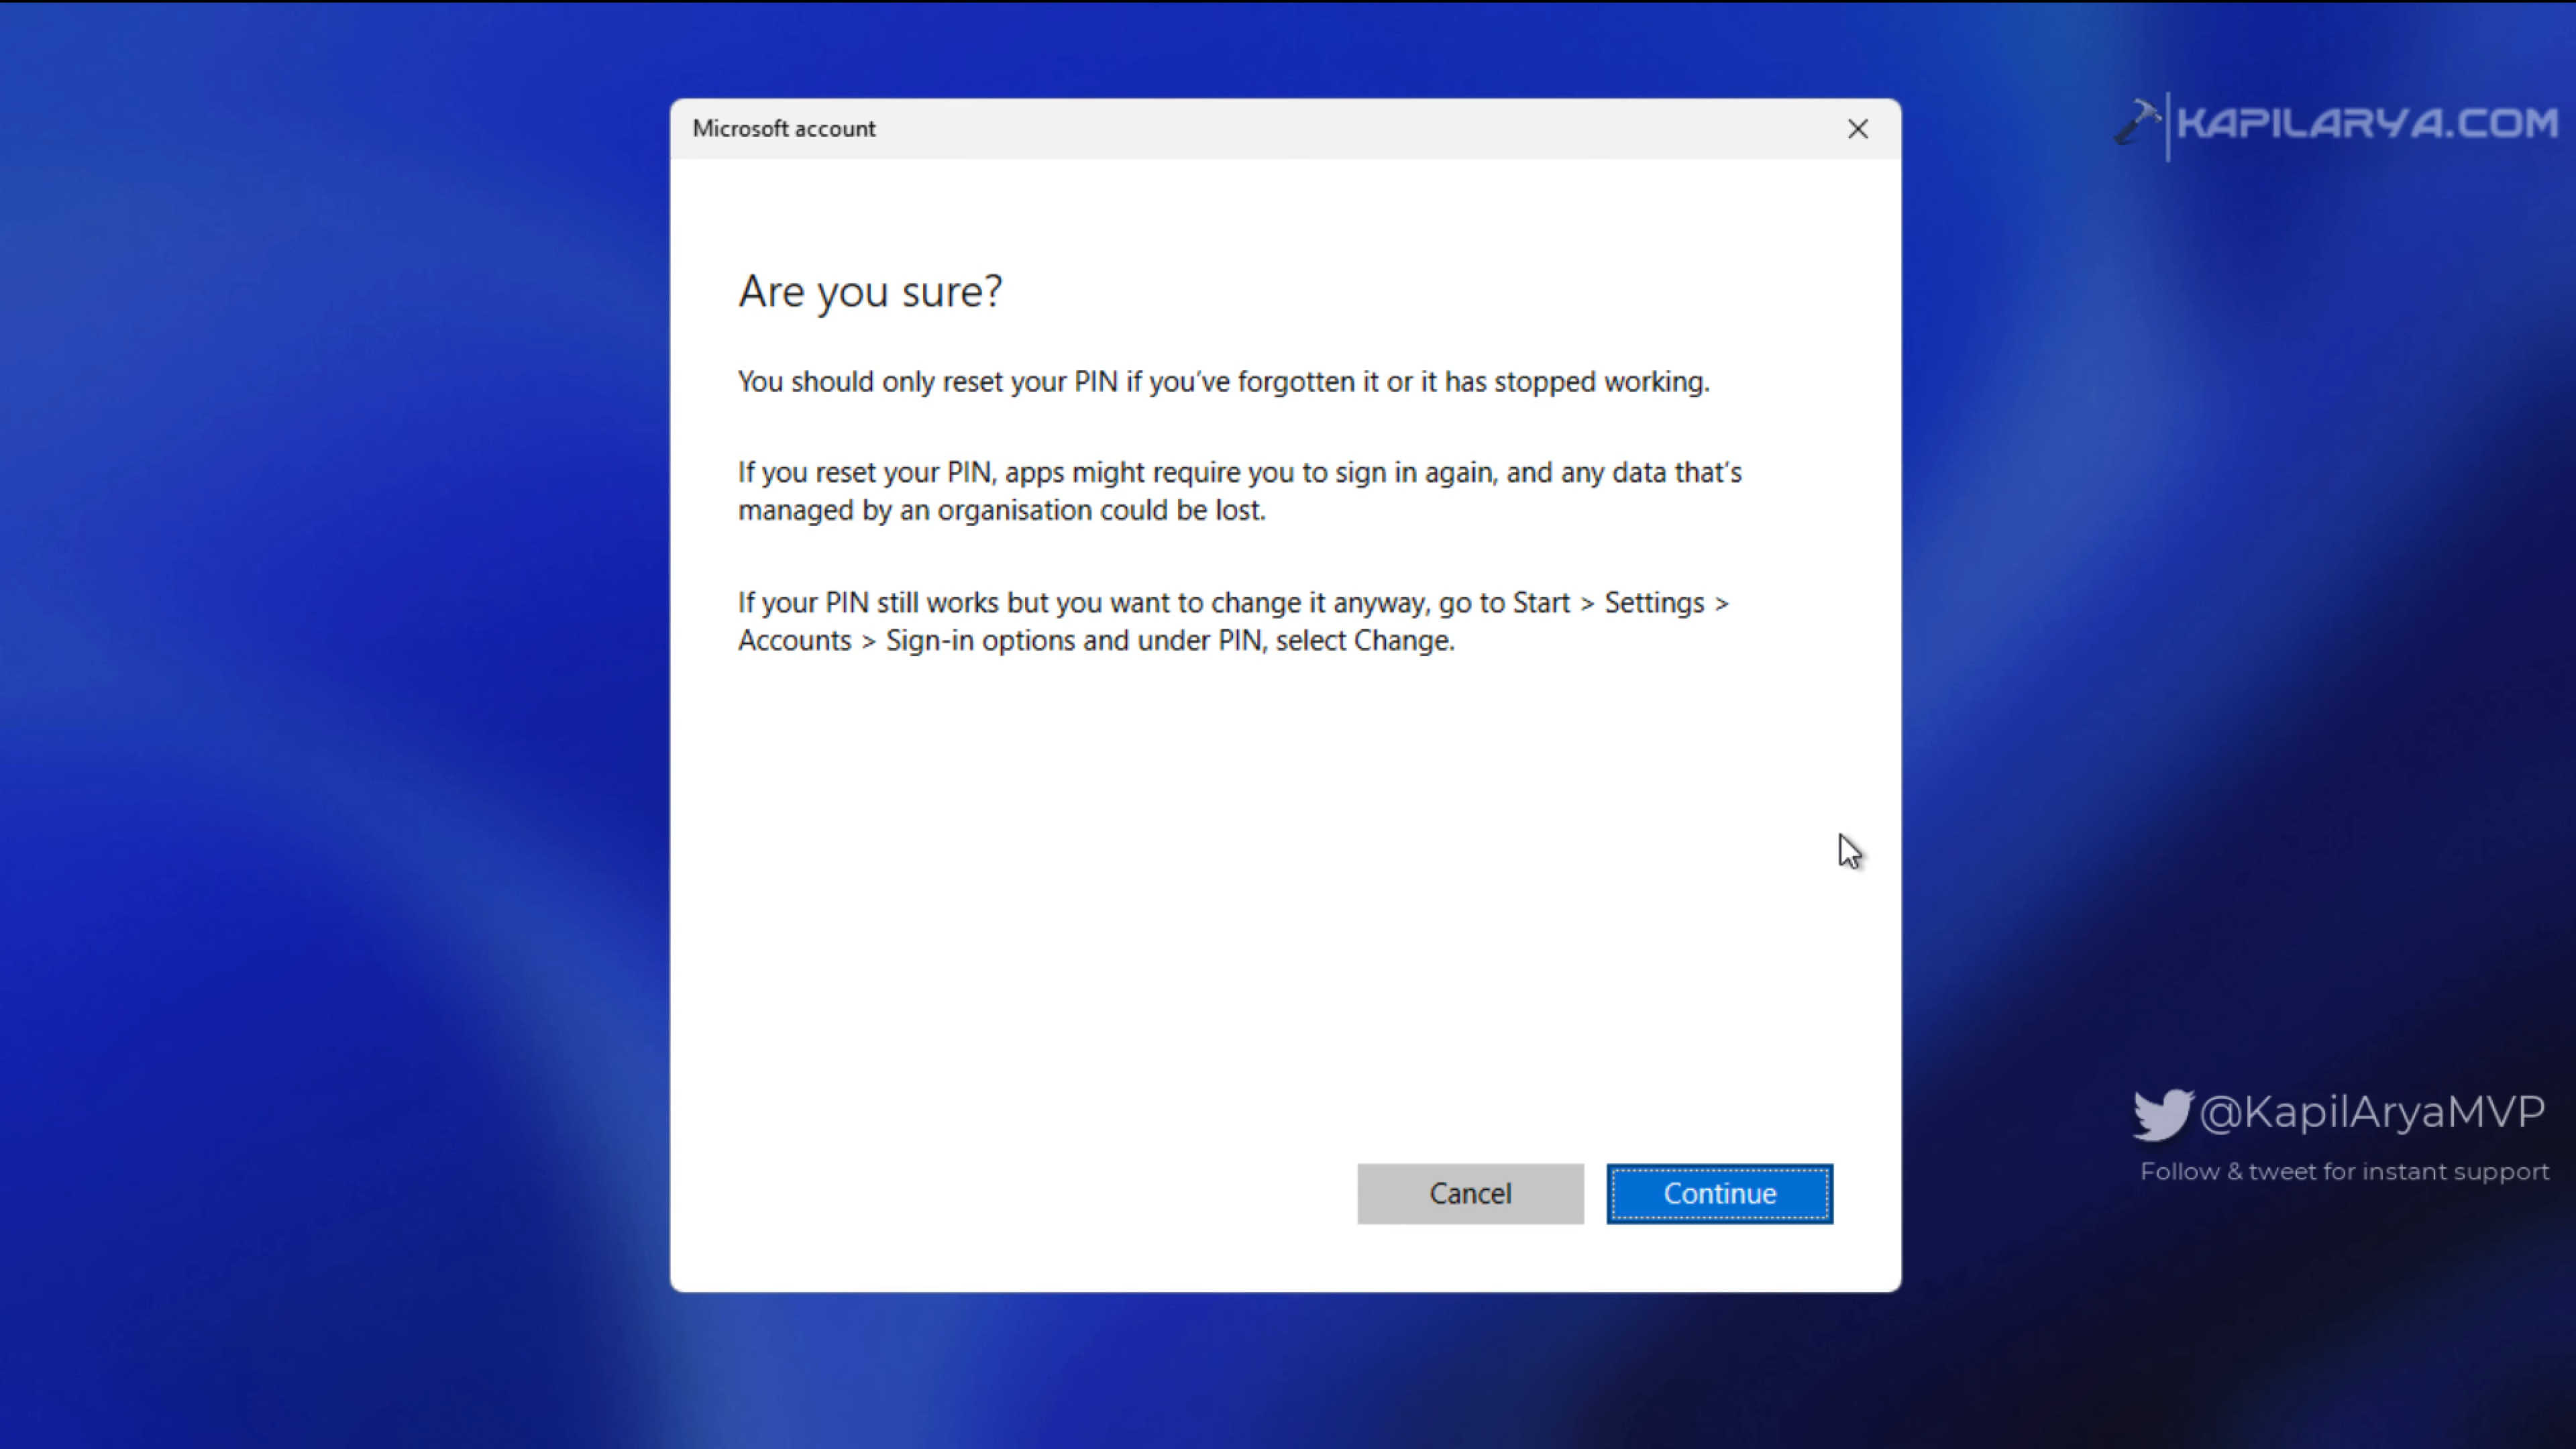 Microsoft account
KAPILARYA.COM
Are you sure?
You should only reset your PIN if you've forgotten it or it has stopped working.
If you reset your PIN, apps might require you to sign in again, and any data that's
managed by an organisation could be lost.
If your PIN still works but you want to change it anyway, go to Start > Settings >
Accounts > Sign-in options and under PIN, select Change.
@KapilAryaMVP
Follow & tweet for instant support
Cancel
Continue